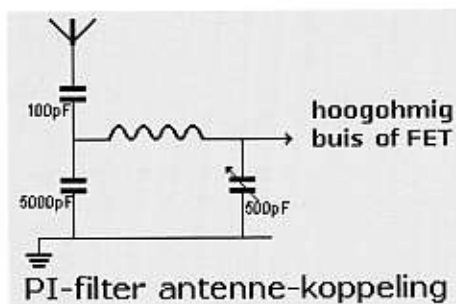 100pF
hoogohmig
buis of FET
5000pF
500pF
PI-filter antenne-koppeling